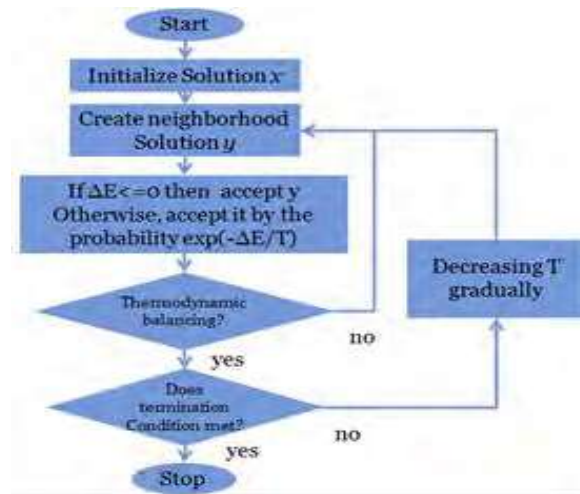 Start
Initialize Solution x
Create neighborhood
Solution y
If ΔE<=0 then accept y
Otherwise, accept it by the
probability exp(-ΔE/T)
Decreasing T
gradually
Thermodynamic
balancing?
no
yes
Does
termination
Condition met?
no
yes
Stop